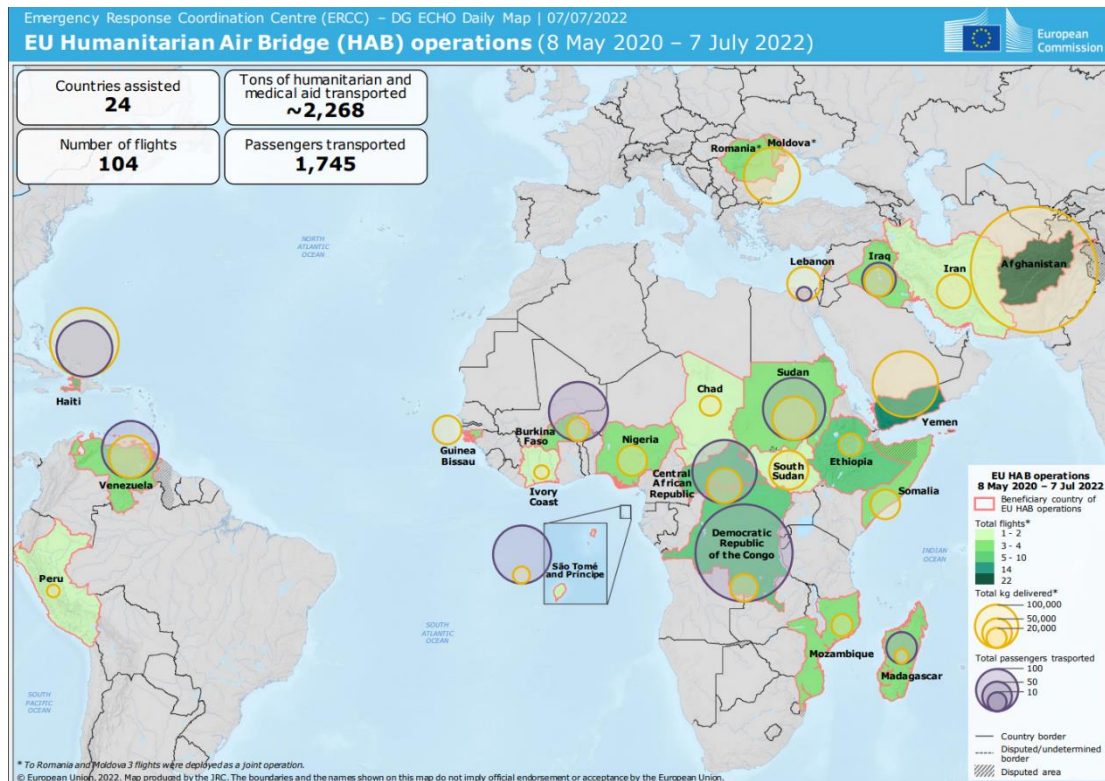 Emergency Response Coordination Centre (ERCC) – DG ECHO Daily Map | 07/07/2022
EU Humanitarian Air Bridge (HAB) operations (8 May 2020 – 7 July 2022)
European
Commission
Countries assisted
24
Tons of humanitarian and
medical aid transported
~2,268
Number of flights
104
Passengers transported
1,745
Romania*
Moldova*
NORTH
ATLANTIC
OCEAN
Lebanon
Iraq
Iran
Afghanistan
Haiti
Chad
Sudan
Yemen
Guinea
Bissau
Burkina
Faso
Nigeria
Ethiopia
Venezuela
Ivory
Coast
Central
African
Republic
South
Sudan
Somalia
Democratic
Republic
of the Congo
São Tomé
and Principe
INDIAN
OCEAN
Peru
SOUTH
ATLANTIC
OCEAN
Mozambique
Madagascar
SOUTH
PACIFIC
OCEAN
EU HAB operations
8 May 2020 – 7 Jul 2022
Beneficiary country of
EU HAB operations
Total flights*
1 - 2
3 - 4
5 - 10
14
22
Total kg delivered*
100,000
50,000
20,000
Total passengers trasported
100
50
10
Country border
Disputed/undetermined
border
Disputed area
* To Romania and Moldova 3 flights were deployed as a joint operation.
© European Union, 2022. Map produced by the JRC. The boundaries and the names shown on this map do not imply official endorsement or acceptance by the European Union.